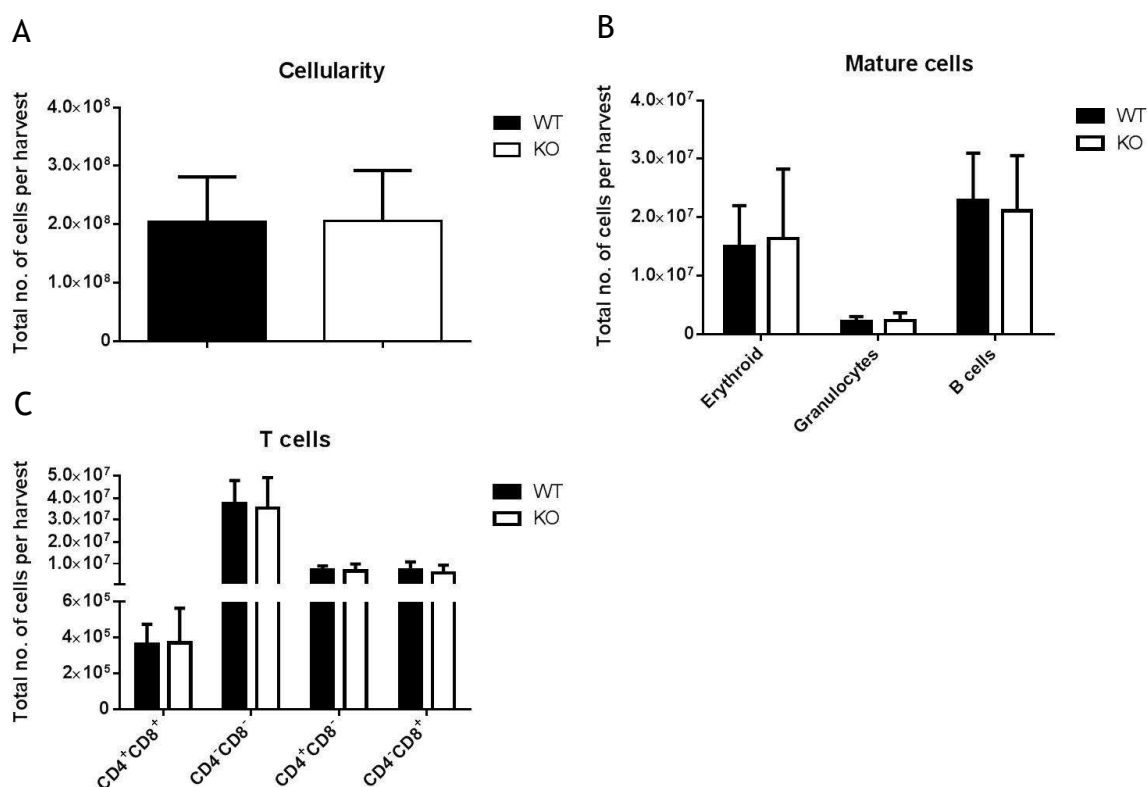 A
Cellularity
Total no. of cells per harvest
4.0×10⁸
3.0×10⁸
2.0×10⁸
1.0×10⁸
0
WT
KO
B
Mature cells
Total no. of cells per harvest
4.0×10⁷
3.0×10⁷
2.0×10⁷
1.0×10⁷
0
Erythroid
Granulocytes
B cells
WT
KO
C
T cells
Total no. of cells per harvest
5.0×10⁷
4.0×10⁷
3.0×10⁷
2.0×10⁷
1.0×10⁷
6×10⁵
4×10⁵
2×10⁵
0
CD4⁺CD8⁺
CD4⁻CD8⁻
CD4⁺CD8⁻
CD4⁻CD8⁺
WT
KO